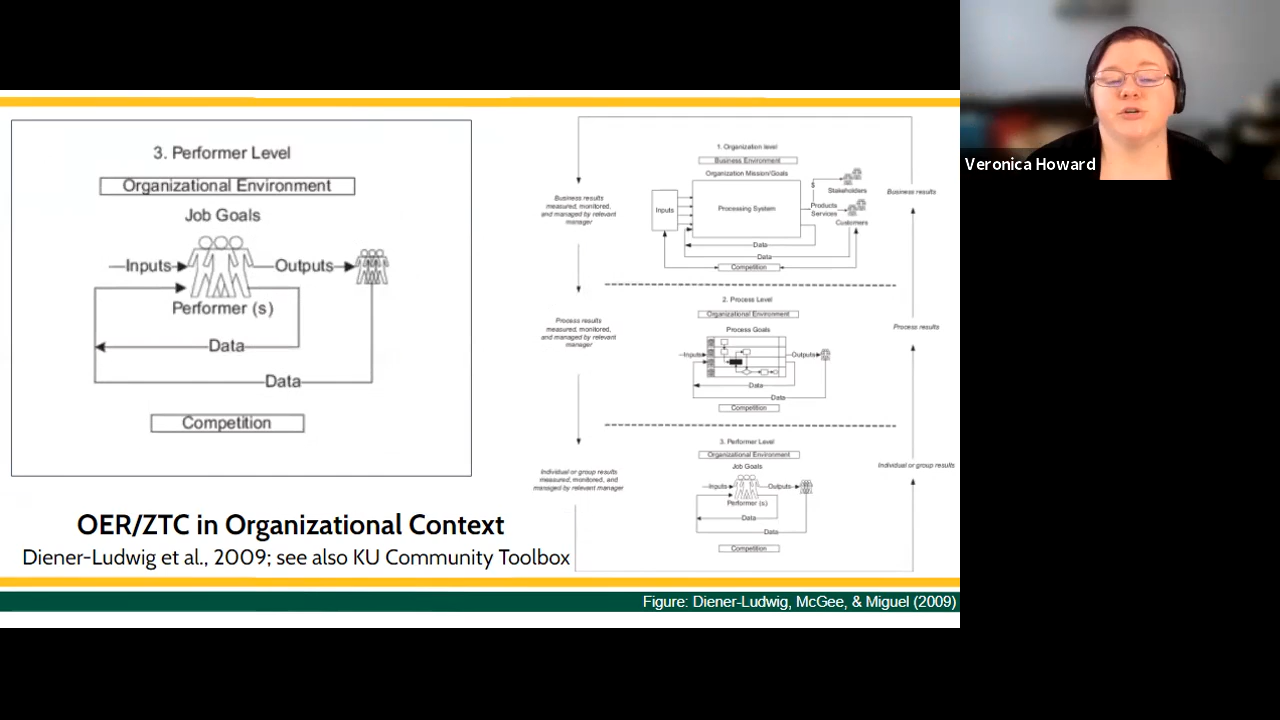 3. Performer Level
Organizational Environment
Job Goals
Inputs
Outputs
Performer (s)
Data
Data
Competition
OER/ZTC in Organizational Context
Diener-Ludwig et al., 2009; see also KU Community Toolbox
Business results
measured, monitored,
and managed by relevant
manager
Process results
measured, monitored,
and managed by relevant
manager
Individual or group results
measured, monitored, and
managed by relevant manager
1. Organization level
Business Environment
Organization Mission/Goals
Inputs
Processing System
$
Stakeholders
Products
Services
Customers
Data
Data
Competition
2. Process Level
Organizational Environment
Process Goals
Inputs
Outputs
Data
Data
Competition
3. Performer Level
Organizational Environment
Job Goals
Inputs
Outputs
Performer (s)
Data
Data
Competition
Business results
Process results
Individual or group results
Figure: Diener-Ludwig, McGee, & Miguel (2009)
Veronica Howard